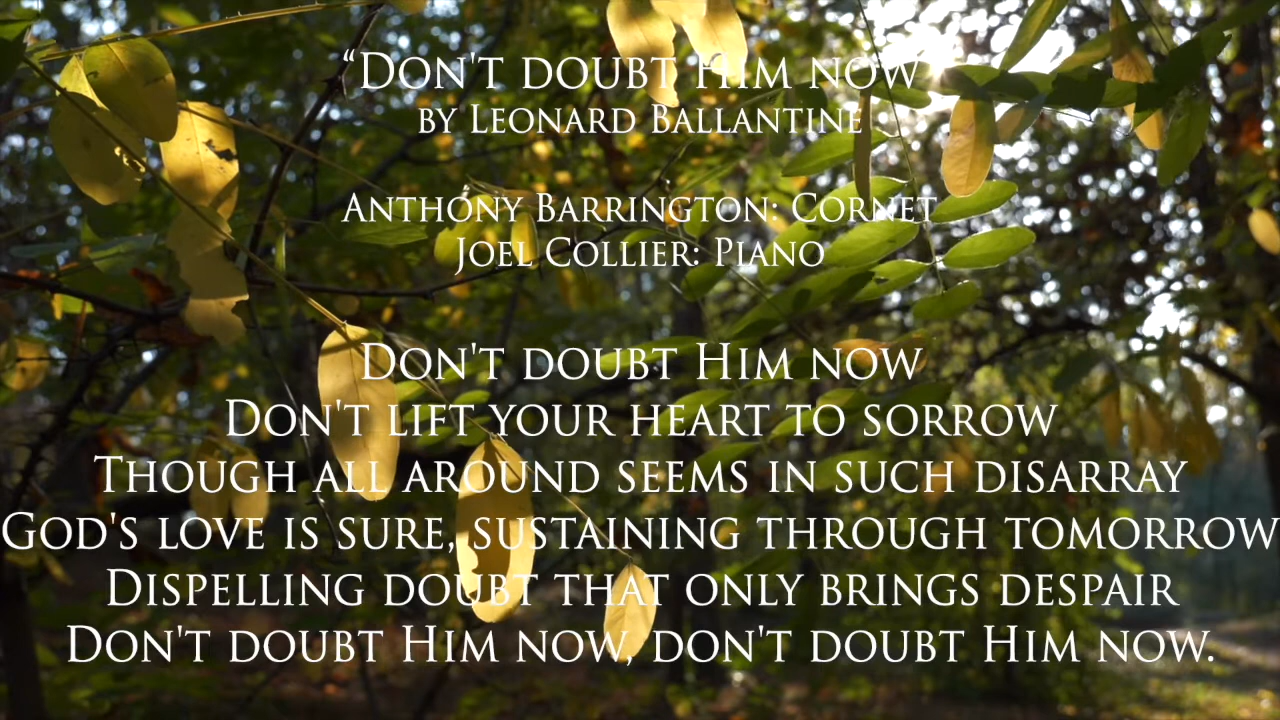 “Don't doubt Him now”
by Leonard Ballantine
Anthony Barrington: Cornet
Joel Collier: Piano
Don't doubt Him now
Don't lift your heart to sorrow
Though all around seems in such disarray
God's love is sure, sustaining through tomorrow
Dispelling doubt that only brings despair
Don't doubt Him now, don't doubt Him now.